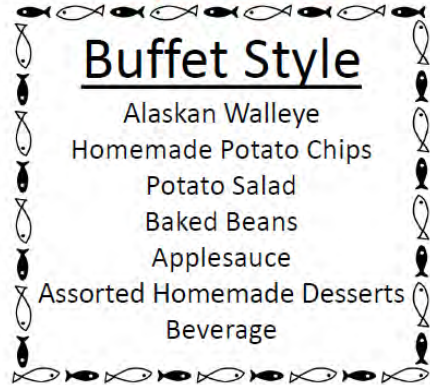 Buffet Style
Alaskan Walleye
Homemade Potato Chips
Potato Salad
Baked Beans
Applesauce
Assorted Homemade Desserts
Beverage